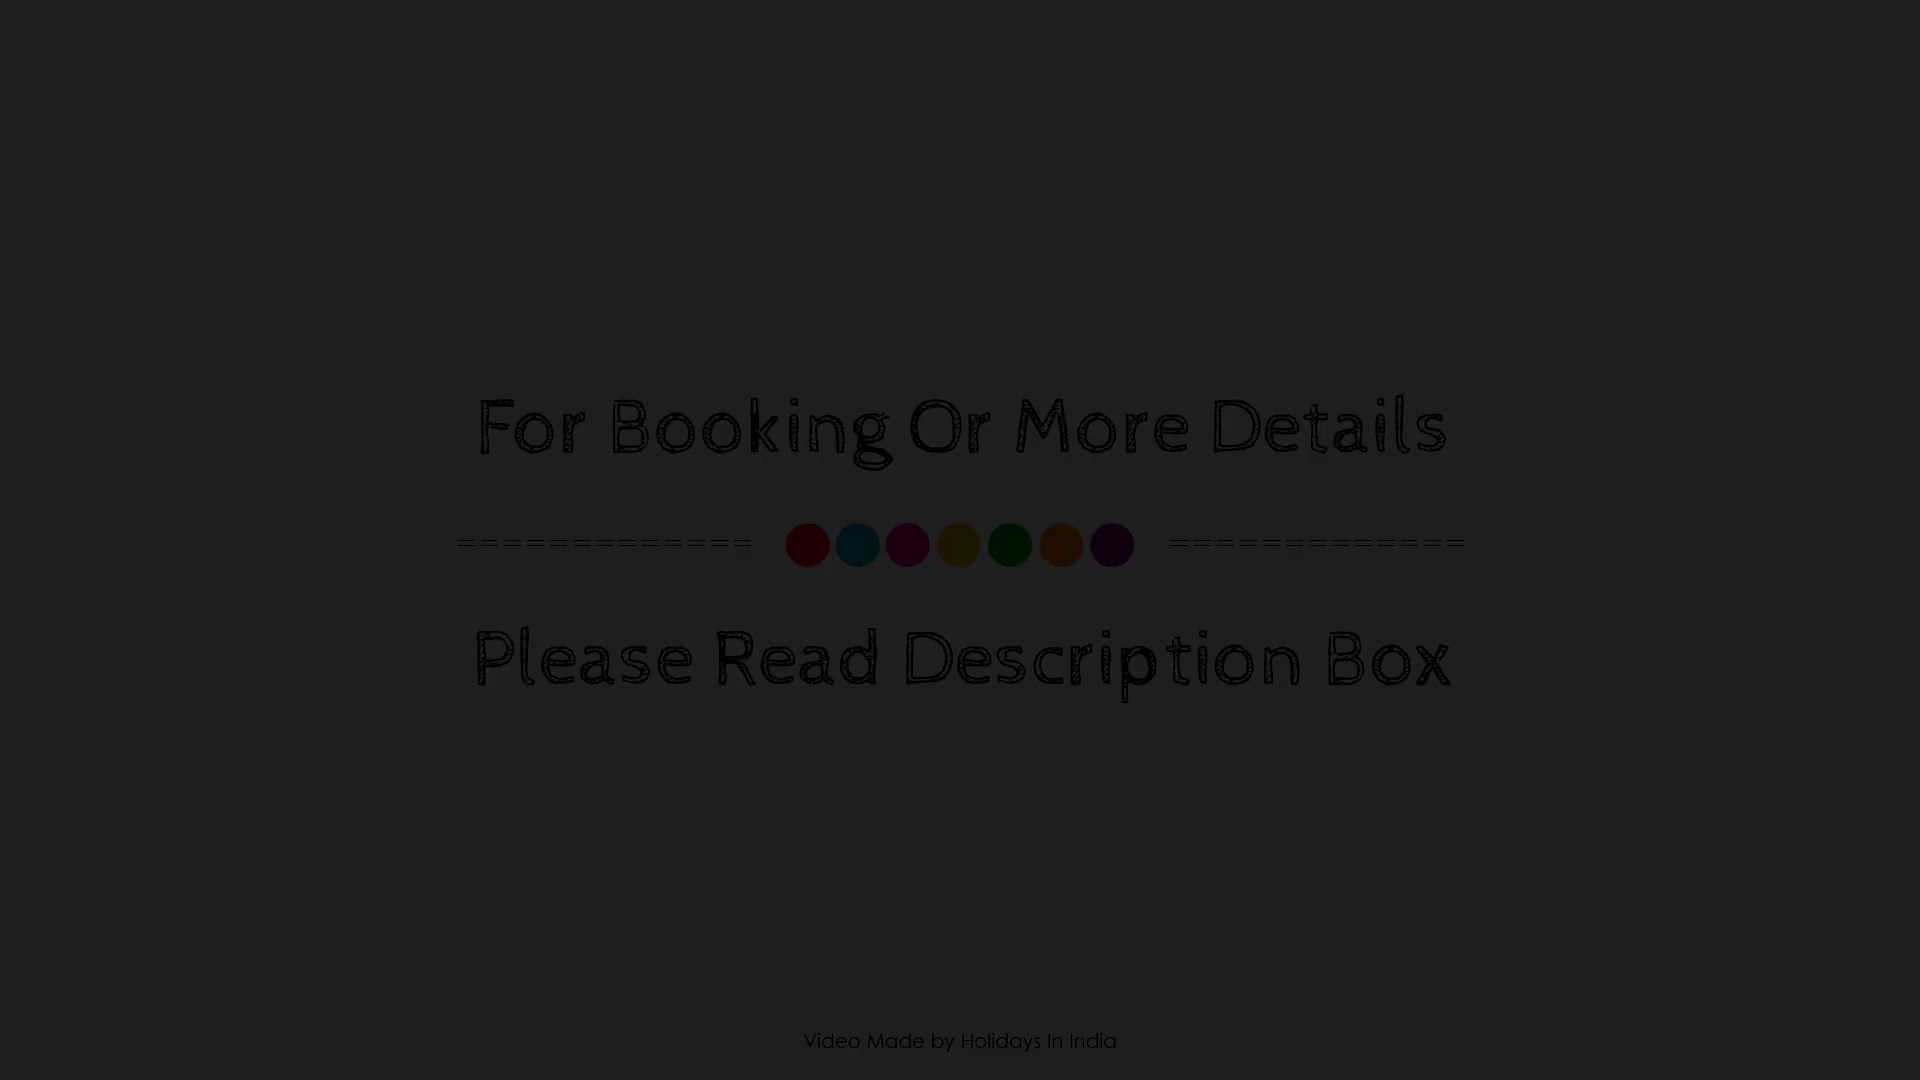 For Booking Or More Details
============= =============
Please Read Description Box
Video Made by Holidays In India